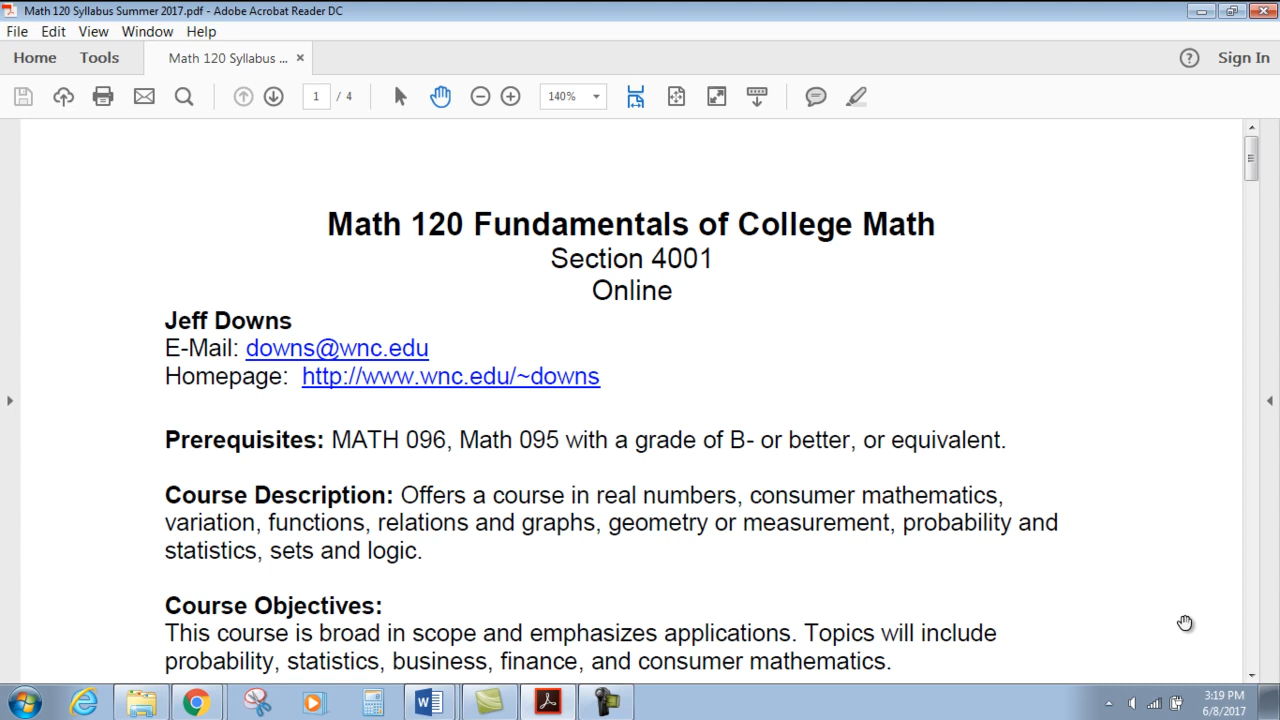 Math 120 Syllabus Summer 2017.pdf - Adobe Acrobat Reader DC
File Edit View Window Help
Home Tools Math 120 Syllabus ... × ? Sign In
1 / 4 140%
Math 120 Fundamentals of College Math
Section 4001
Online
Jeff Downs
E-Mail: downs@wnc.edu
Homepage: http://www.wnc.edu/~downs
Prerequisites: MATH 096, Math 095 with a grade of B- or better, or equivalent.
Course Description: Offers a course in real numbers, consumer mathematics,
variation, functions, relations and graphs, geometry or measurement, probability and
statistics, sets and logic.
Course Objectives:
This course is broad in scope and emphasizes applications. Topics will include
probability, statistics, business, finance, and consumer mathematics.
3:19 PM
6/8/2017